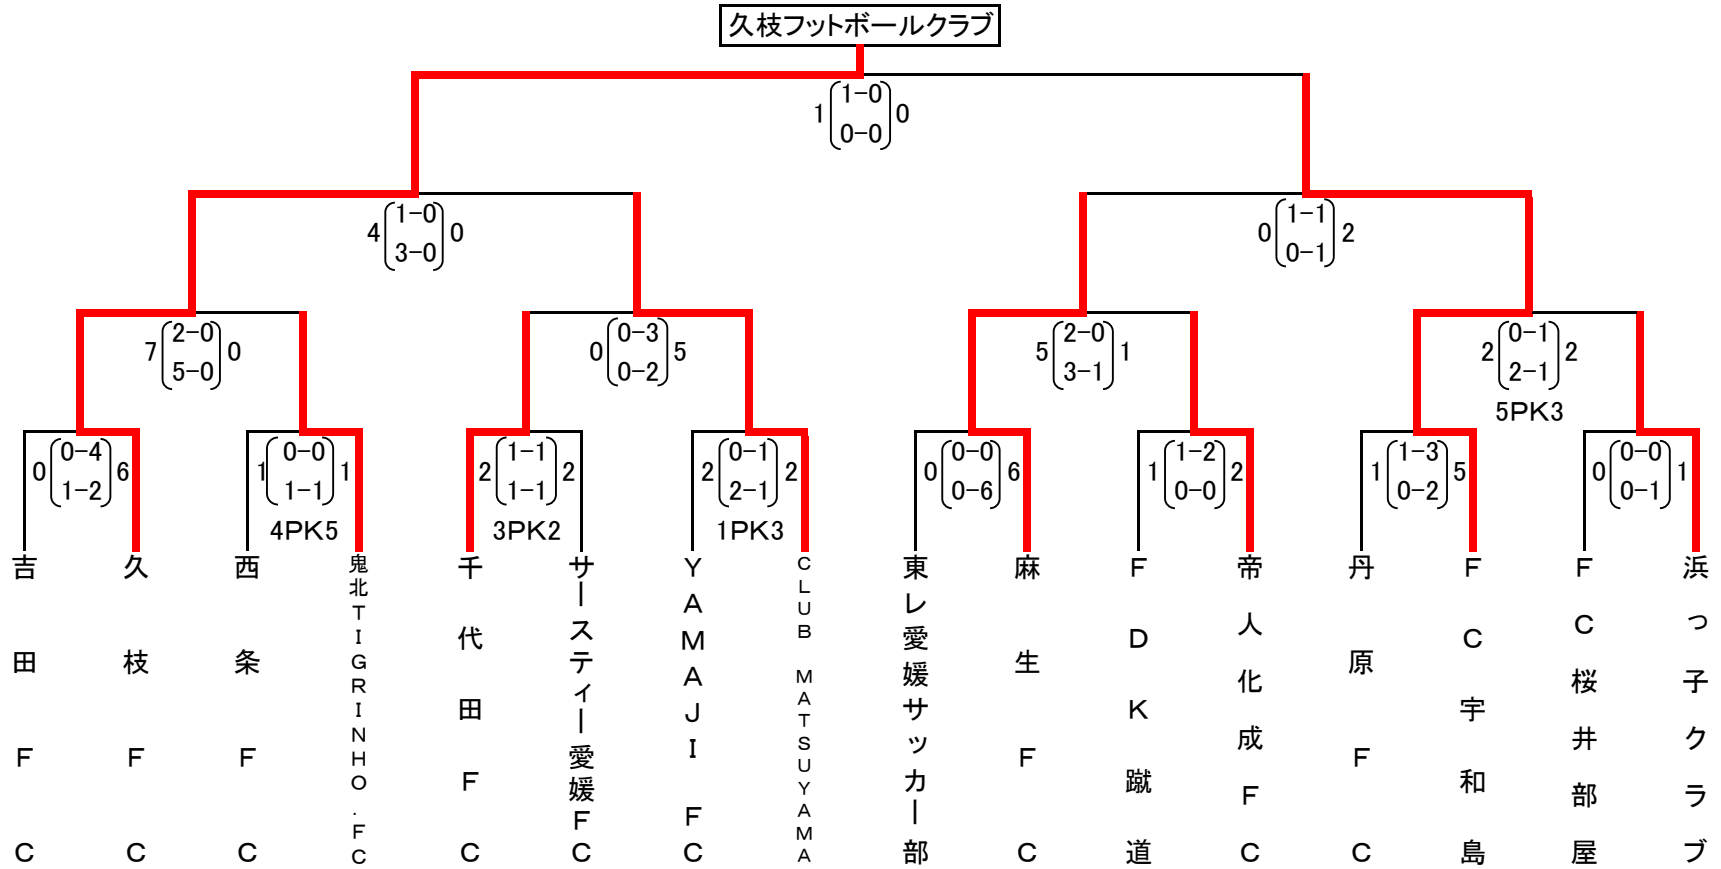 久枝フットボールクラブ
1 1-0 0
0-0
4 1-0 0
3-0
0 1-1 2
0-1
7 2-0 0
5-0
0 0-3 5
0-2
5 2-0 1
3-1
2 0-1 2
2-1
5PK3
0 0-4 6
1-2
1 0-0 1
1-1
4PK5
2 1-1 2
1-1
3PK2
2 0-1 2
2-1
1PK3
0 0-0 6
0-6
1 1-2 2
0-0
1 1-3 5
0-2
0 0-0 1
0-1
吉田FC
久枝FC
西条FC
鬼北TIGRINHO.FC
千代田FC
サースティー愛媛FC
YAMAJI FC
CLUB MATSUYAMA
東レ愛媛サッカー部
麻生FC
FDK蹴道
帝人化成FC
丹原FC
FC宇和島
FC桜井部屋
浜っ子クラブ